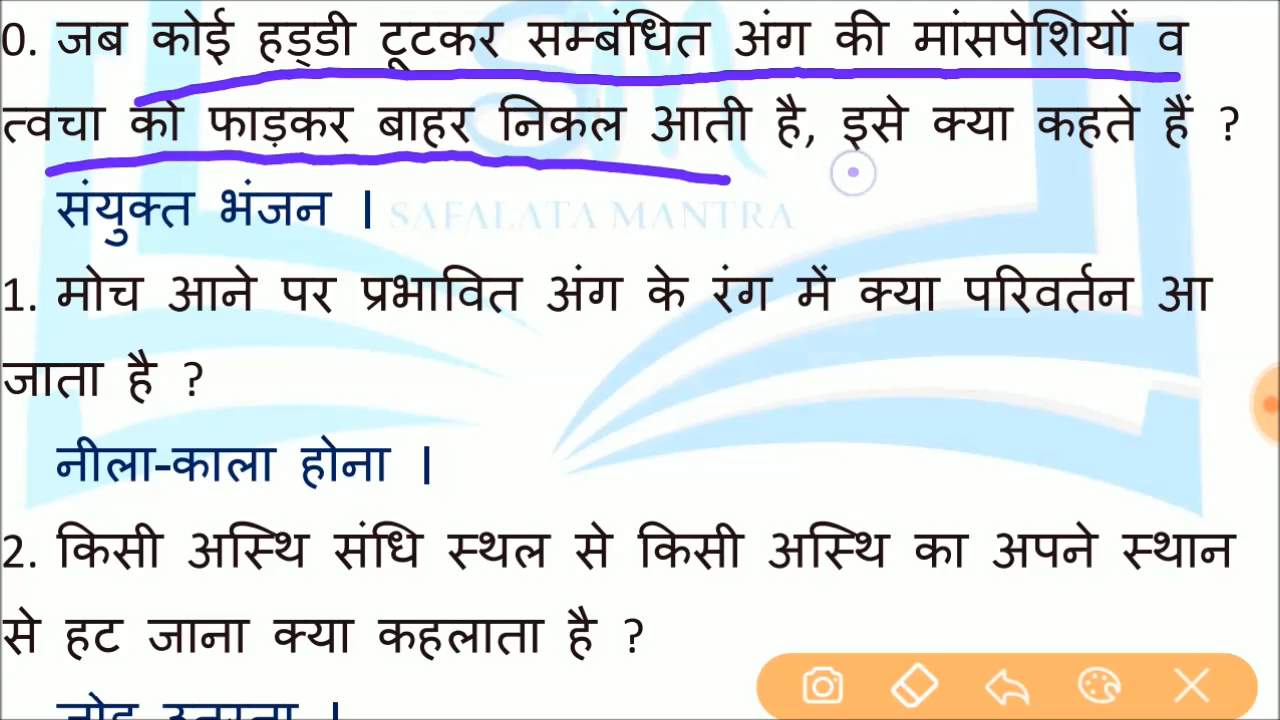 0. जब कोई हड्डी टूटकर सम्बंधित अंग की मांसपेशियों व
त्वचा को फाड़कर बाहर निकल आती है, इसे क्या कहते हैं ?
संयुक्त भंजन ।
SAFALATA MANTRA
1. मोच आने पर प्रभावित अंग के रंग में क्या परिवर्तन आ
जाता है ?
नीला-काला होना ।
2. किसी अस्थि संधि स्थल से किसी अस्थि का अपने स्थान
से हट जाना क्या कहलाता है ?